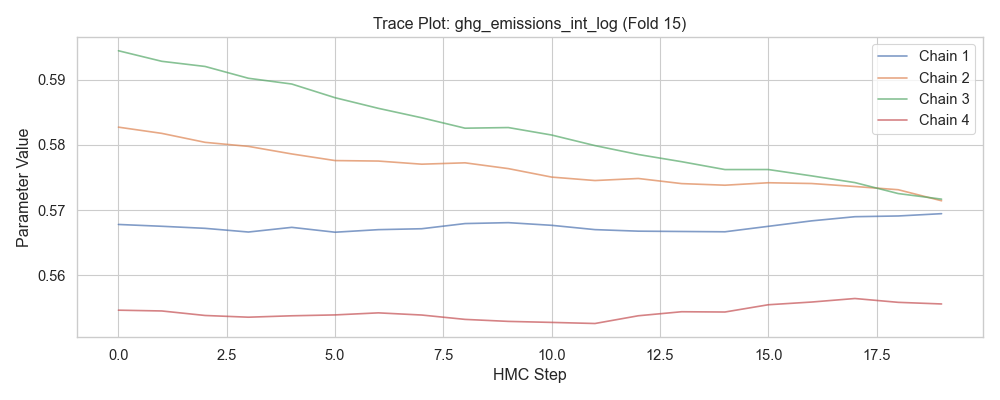 Trace Plot: ghg_emissions_int_log (Fold 15)
Parameter Value
0.59
0.58
0.57
0.56
Chain 1
Chain 2
Chain 3
Chain 4
0.0 2.5 5.0 7.5 10.0 12.5 15.0 17.5
HMC Step